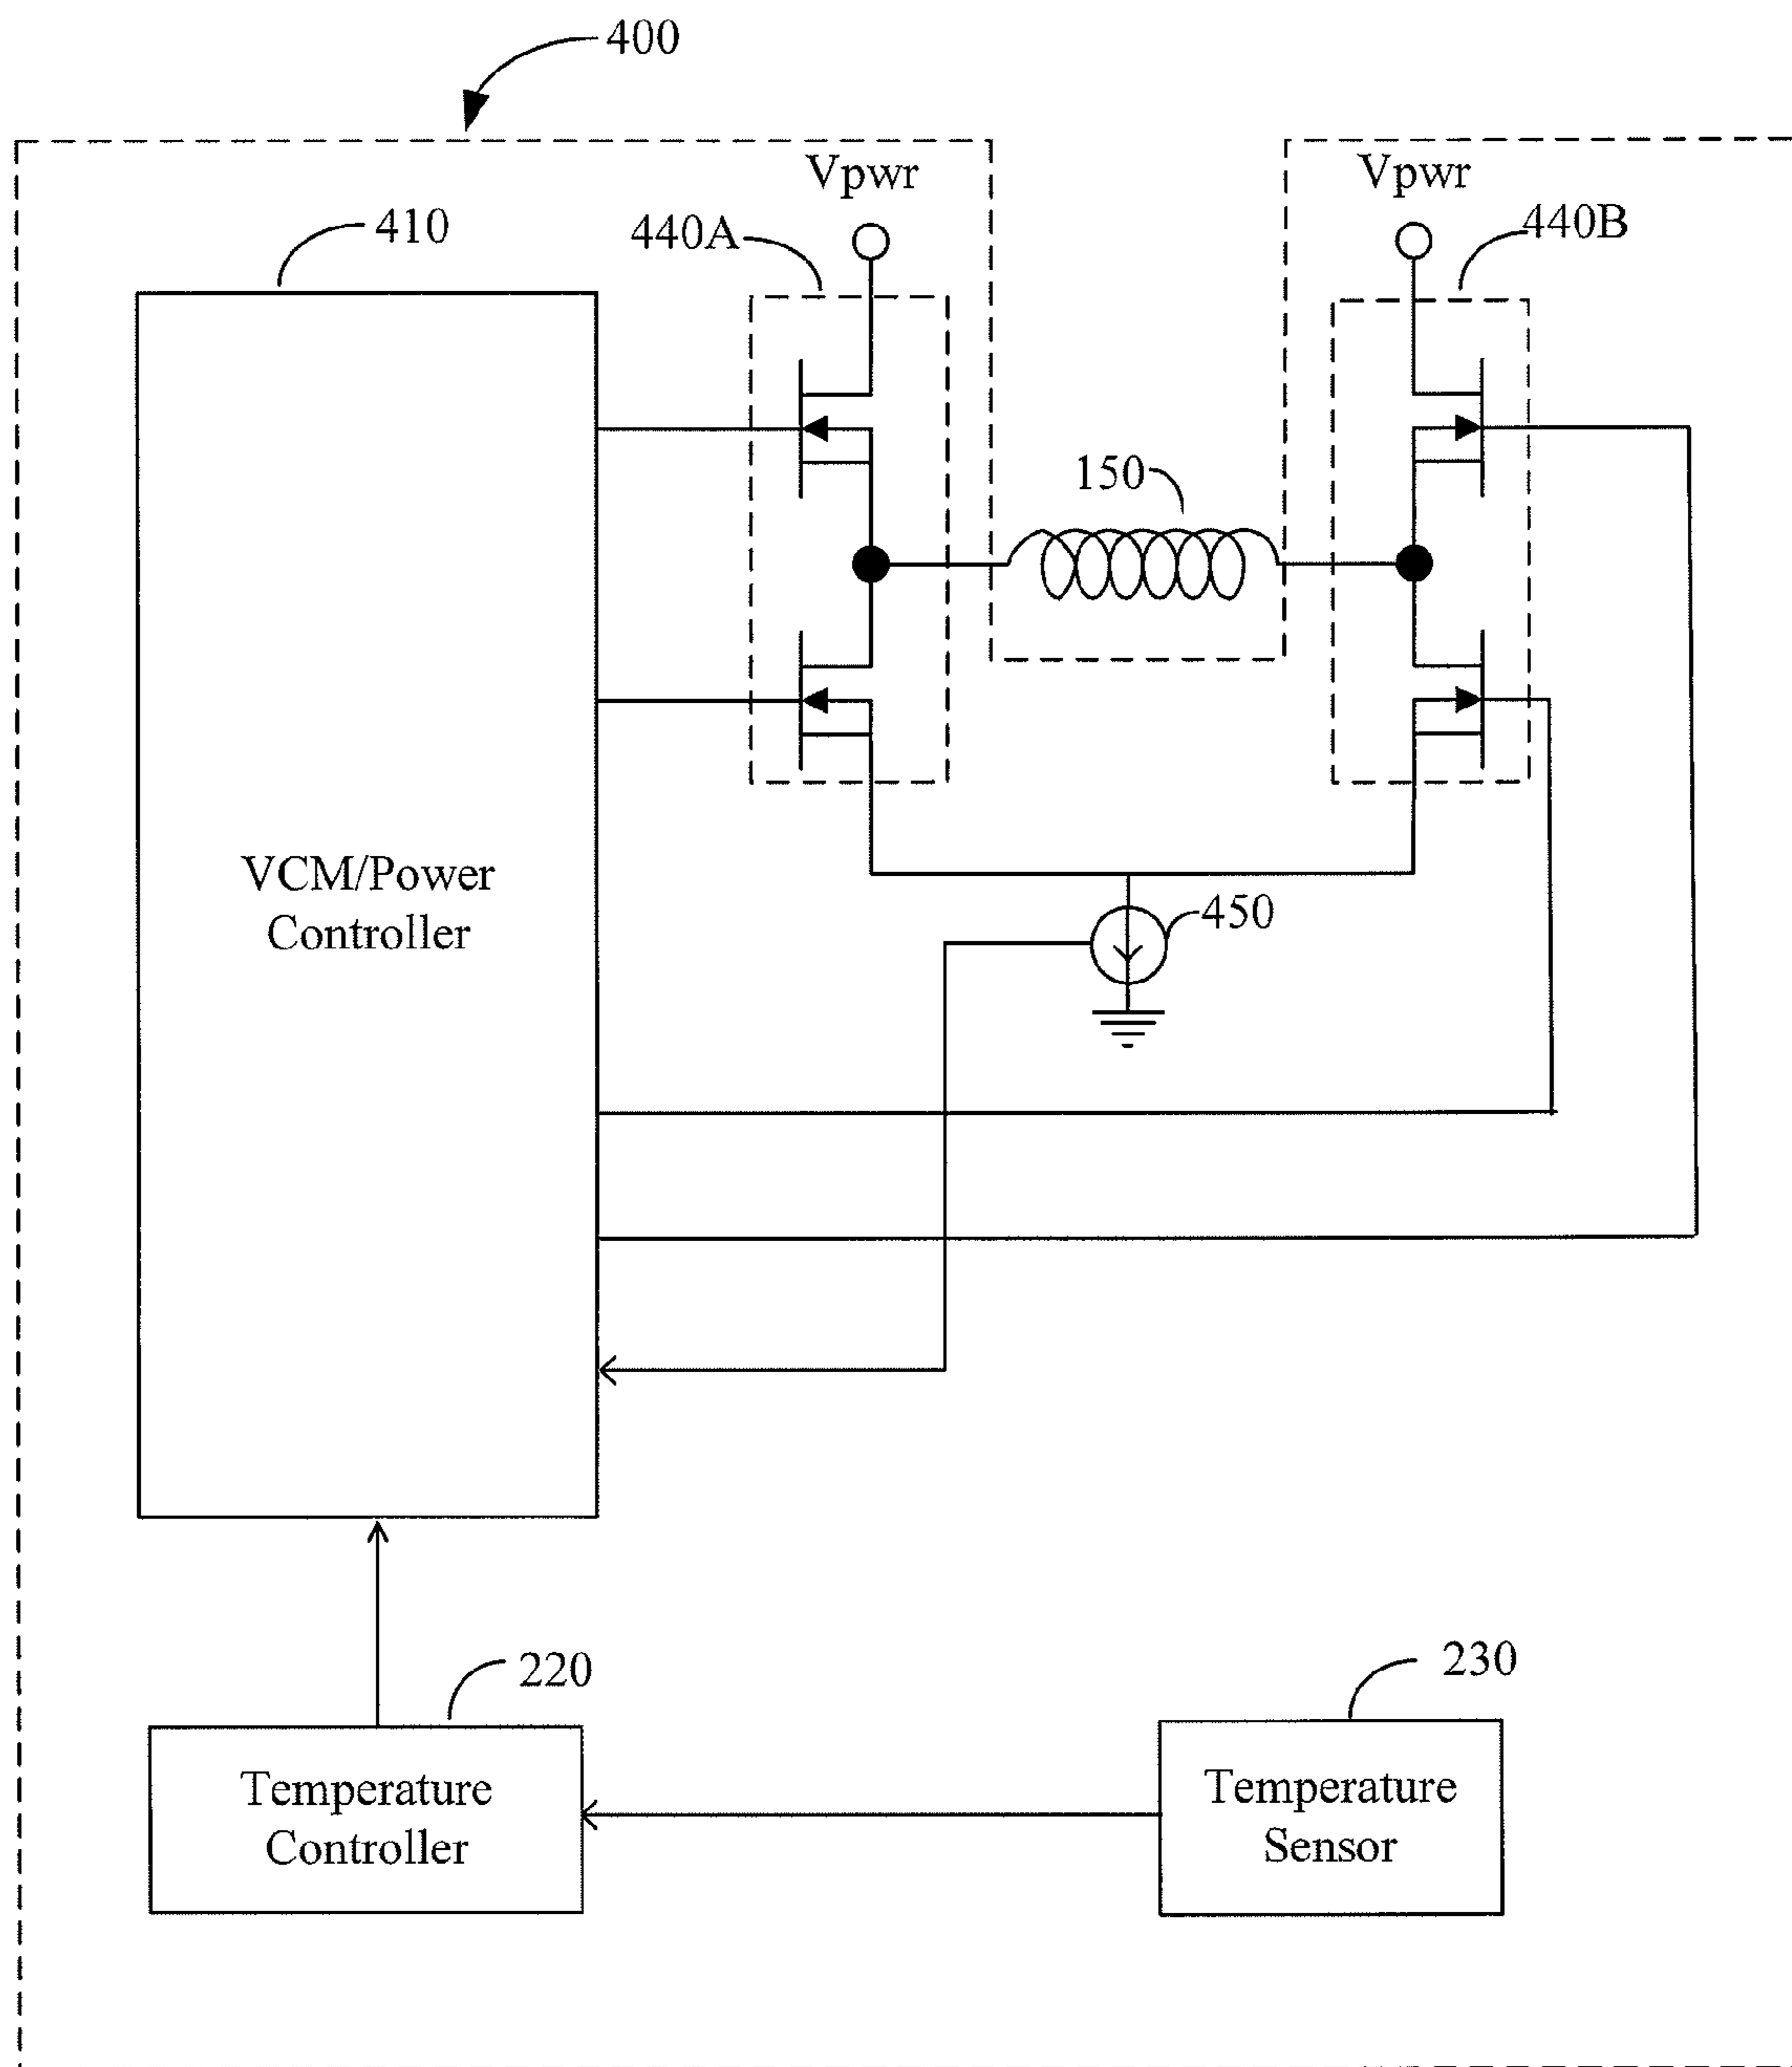 400
Vpwr
Vpwr
410
440A
440B
150
VCM/Power
Controller
450
220
230
Temperature
Controller
Temperature
Sensor